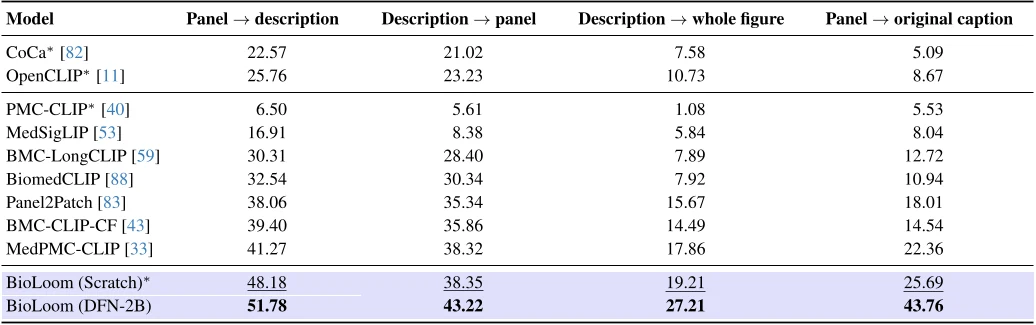 Model Panel → description Description → panel Description → whole figure Panel → original caption
CoCa* [82] 22.57 21.02 7.58 5.09
OpenCLIP* [11] 25.76 23.23 10.73 8.67
PMC-CLIP* [40] 6.50 5.61 1.08 5.53
MedSigLIP [53] 16.91 8.38 5.84 8.04
BMC-LongCLIP [59] 30.31 28.40 7.89 12.72
BiomedCLIP [88] 32.54 30.34 7.92 10.94
Panel2Patch [83] 38.06 35.34 15.67 18.01
BMC-CLIP-CF [43] 39.40 35.86 14.49 14.54
MedPMC-CLIP [33] 41.27 38.32 17.86 22.36
BioLoom (Scratch)* 48.18 38.35 19.21 25.69
BioLoom (DFN-2B) 51.78 43.22 27.21 43.76